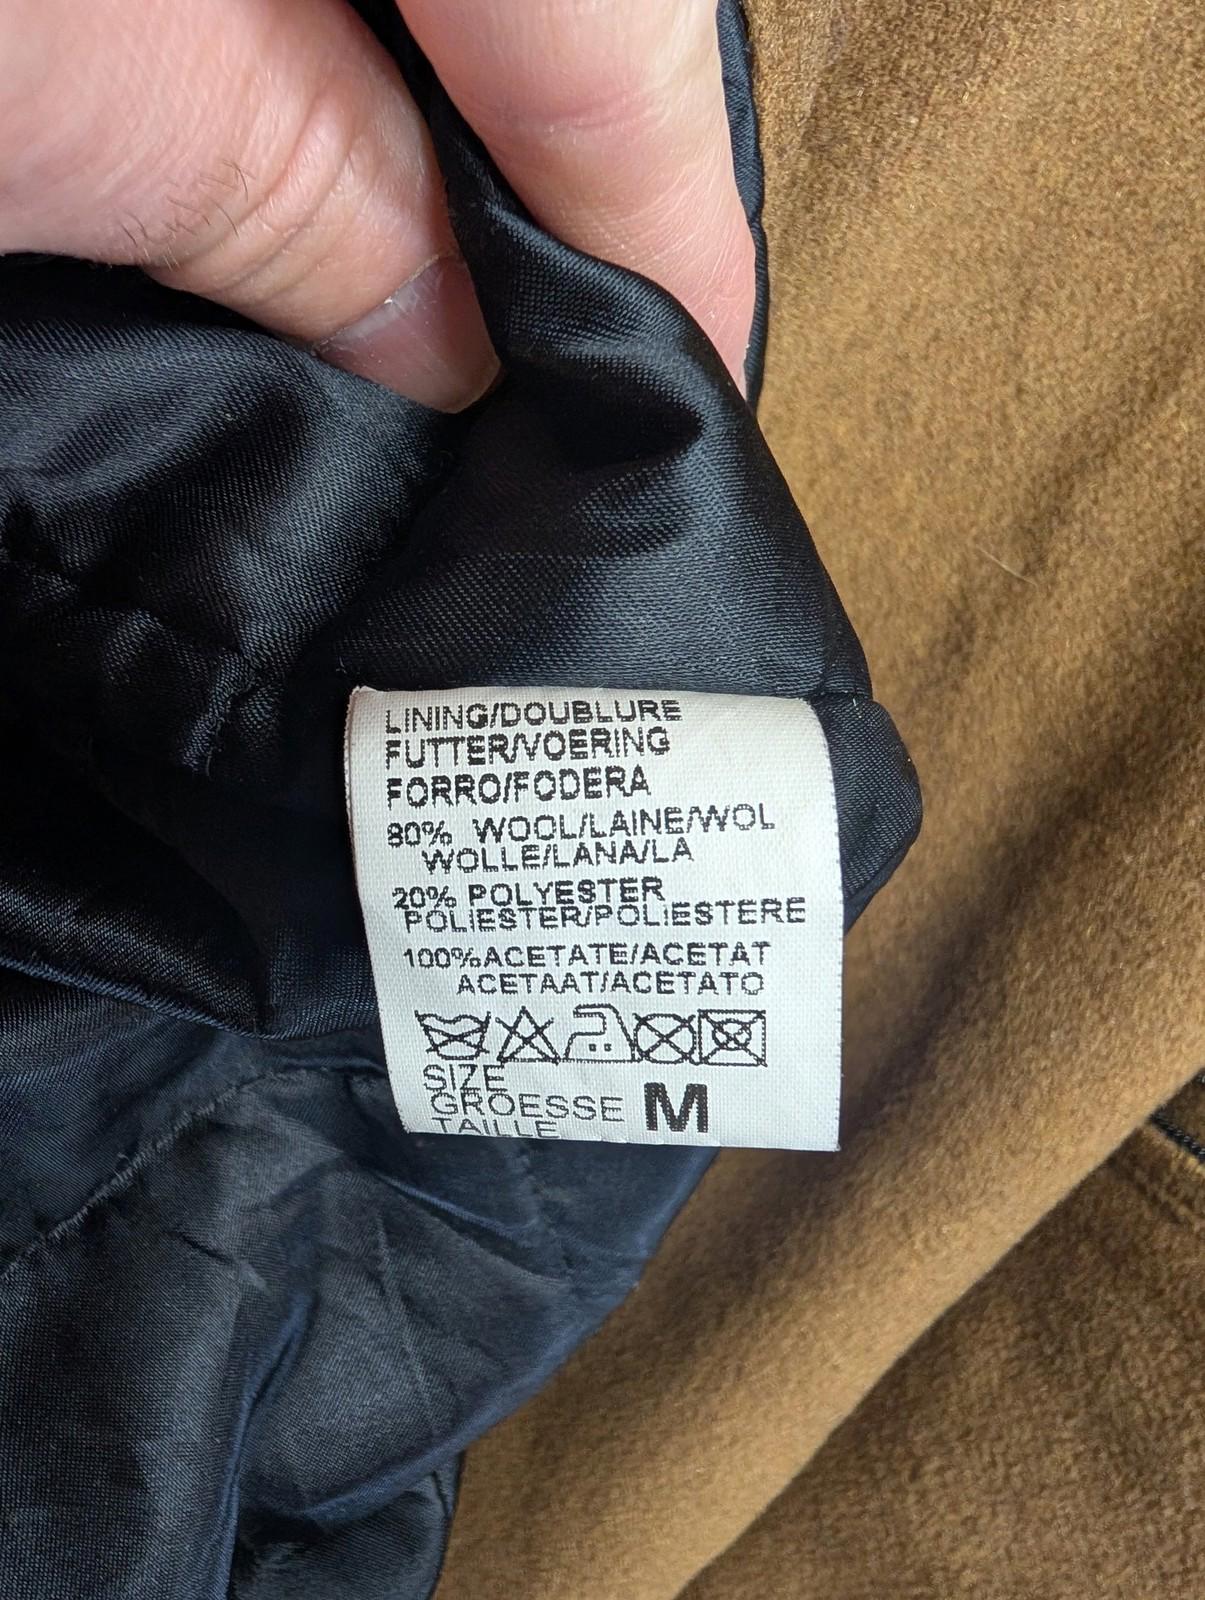 LINING/DOUBLURE
FUTTER/VOERING
FORRO/FODERA
80% WOOL/LAINE/WOL
WOLLE/LANA/LA
20% POLYESTER
POLIESTER/POLIESTERE
100%ACETATE/ACETAT
ACETAAT/ACETATO
SIZE
GROESSE M
TAILLE